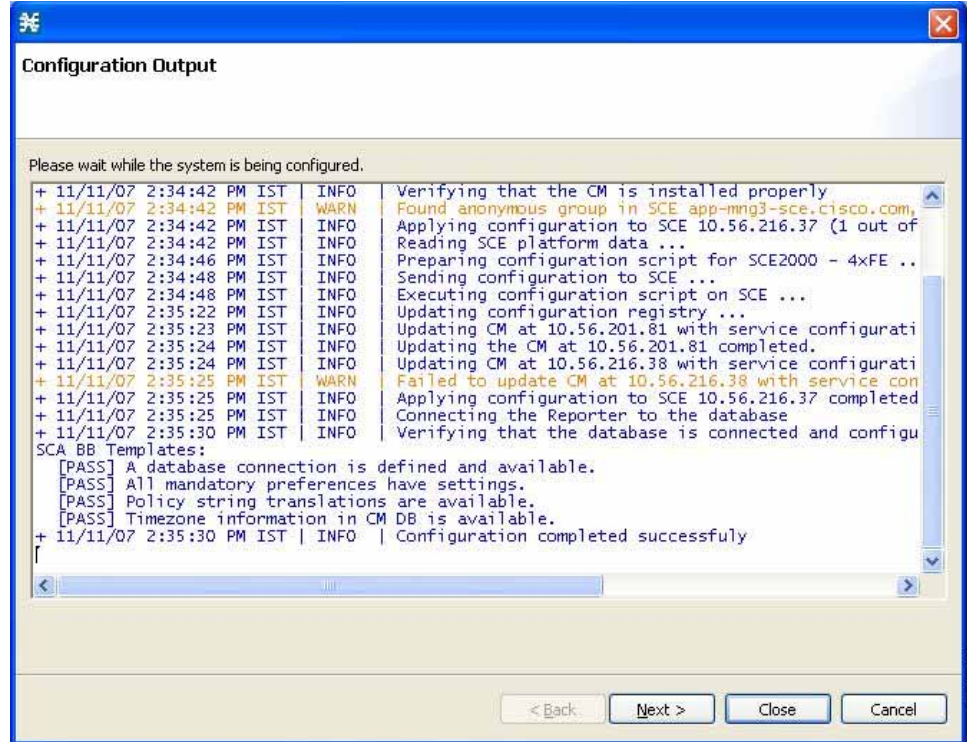 Configuration Output
Please wait while the system is being configured.
+ 11/11/07 2:34:42 PM IST | INFO | Verifying that the CM is installed properly
+ 11/11/07 2:34:42 PM IST | WARN | Found anonymous group in SCE app-mng3-sce.cisco.com,
+ 11/11/07 2:34:42 PM IST | INFO | Applying configuration to SCE 10.56.216.37 (1 out of
+ 11/11/07 2:34:42 PM IST | INFO | Reading SCE platform data ...
+ 11/11/07 2:34:46 PM IST | INFO | Preparing configuration script for SCE2000 - 4xFE ..
+ 11/11/07 2:34:48 PM IST | INFO | Sending configuration to SCE ...
+ 11/11/07 2:34:48 PM IST | INFO | Executing configuration script on SCE ...
+ 11/11/07 2:35:22 PM IST | INFO | Updating configuration registry ...
+ 11/11/07 2:35:23 PM IST | INFO | Updating CM at 10.56.201.81 with service configurati
+ 11/11/07 2:35:24 PM IST | INFO | Updating the CM at 10.56.201.81 completed.
+ 11/11/07 2:35:24 PM IST | INFO | Updating CM at 10.56.216.38 with service configurati
+ 11/11/07 2:35:25 PM IST | WARN | Failed to update CM at 10.56.216.38 with service con
+ 11/11/07 2:35:25 PM IST | INFO | Applying configuration to SCE 10.56.216.37 completed
+ 11/11/07 2:35:25 PM IST | INFO | Connecting the Reporter to the database
+ 11/11/07 2:35:30 PM IST | INFO | Verifying that the database is connected and configu
SCA BB Templates:
[PASS] A database connection is defined and available.
[PASS] All mandatory preferences have settings.
[PASS] Policy string translations are available.
[PASS] Timezone information in CM DB is available.
+ 11/11/07 2:35:30 PM IST | INFO | Configuration completed successfuly
< Back Next > Close Cancel